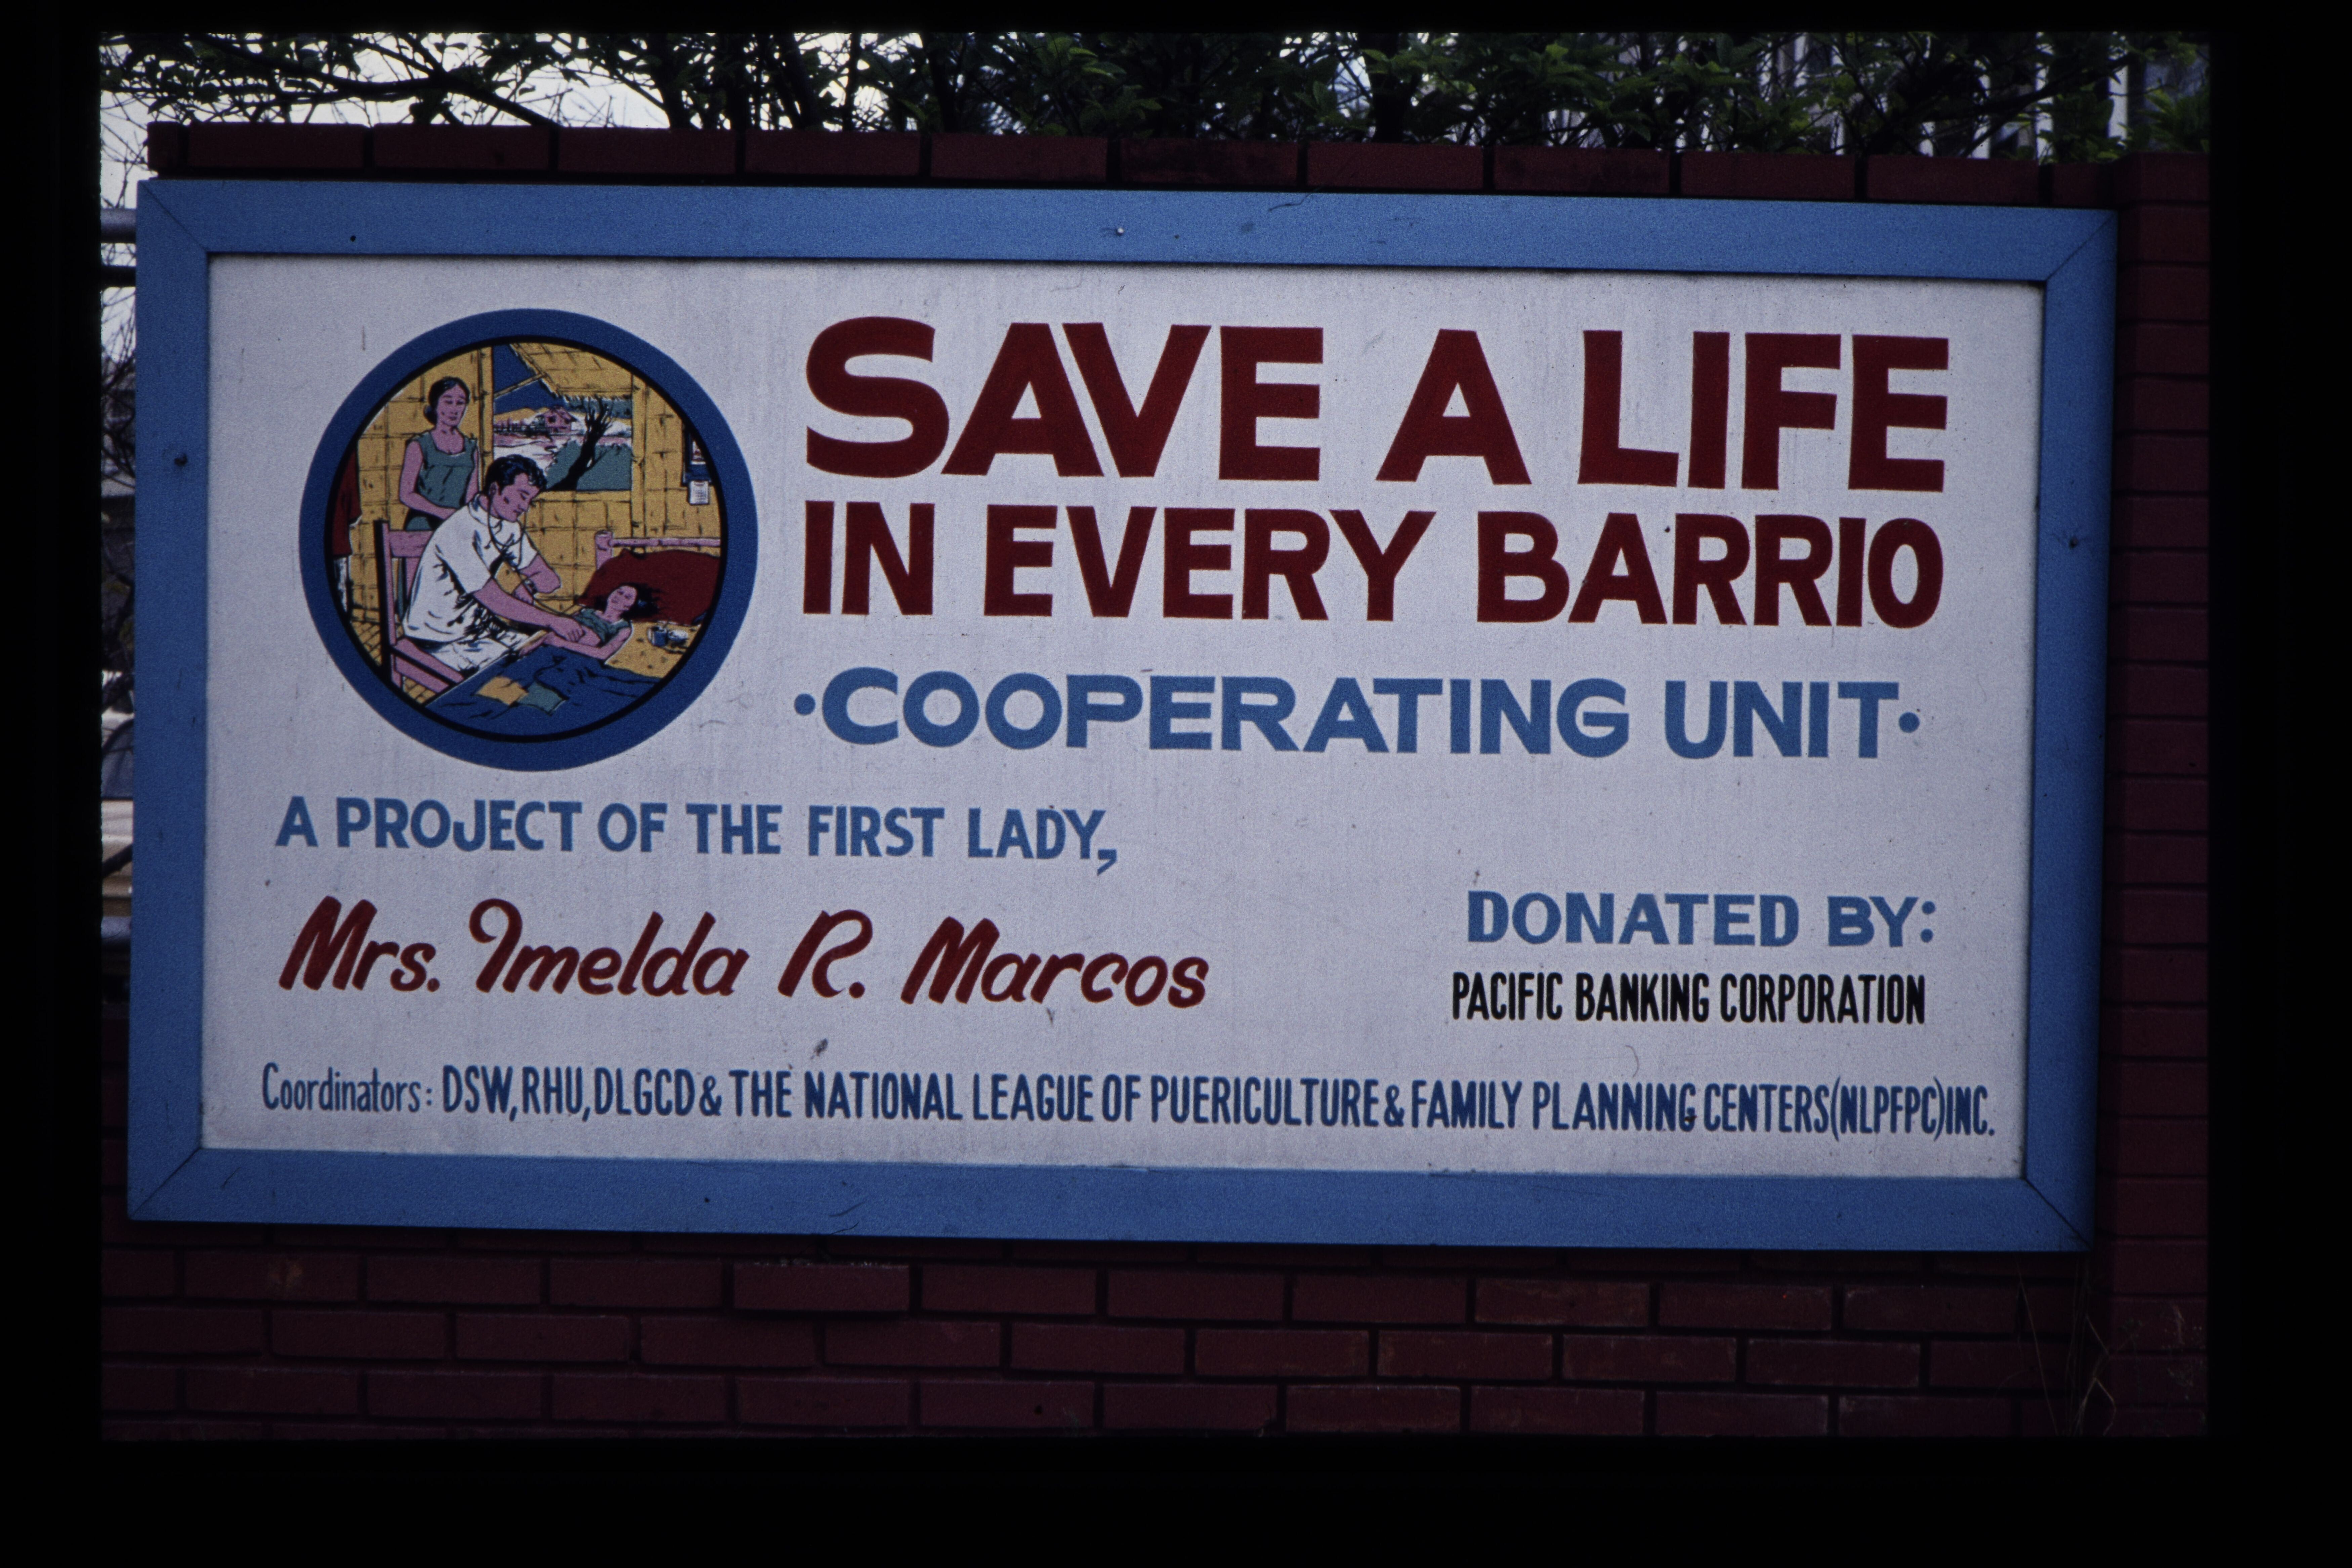 SAVE A LIFE
IN EVERY BARRIO
•COOPERATING UNIT•
A PROJECT OF THE FIRST LADY,
Mrs. Imelda R. Marcos
DONATED BY:
PACIFIC BANKING CORPORATION
Coordinators: DSW, RHU, DLGCD & THE NATIONAL LEAGUE OF PUERICULTURE & FAMILY PLANNING CENTERS (NLPFPC) INC.